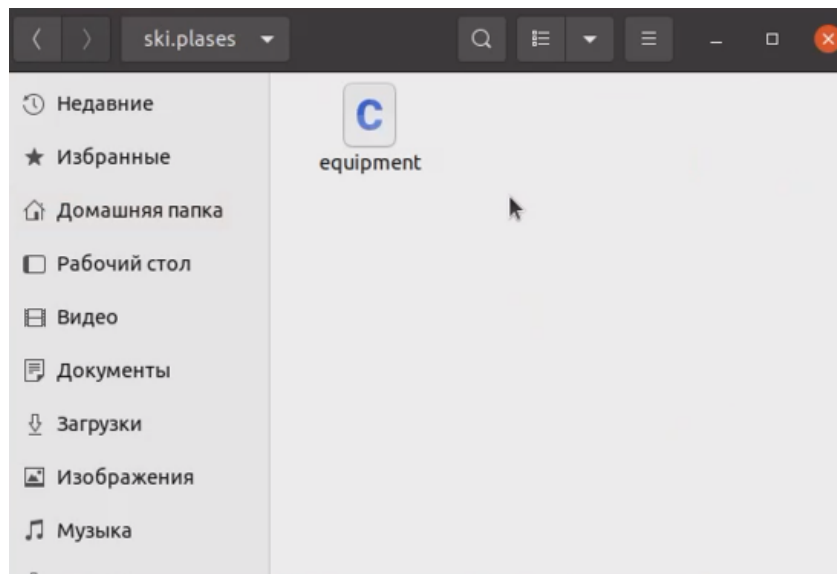 ski.plases
Недавние
Избранные
Домашняя папка
Рабочий стол
Видео
Документы
Загрузки
Изображения
Музыка
C
equipment